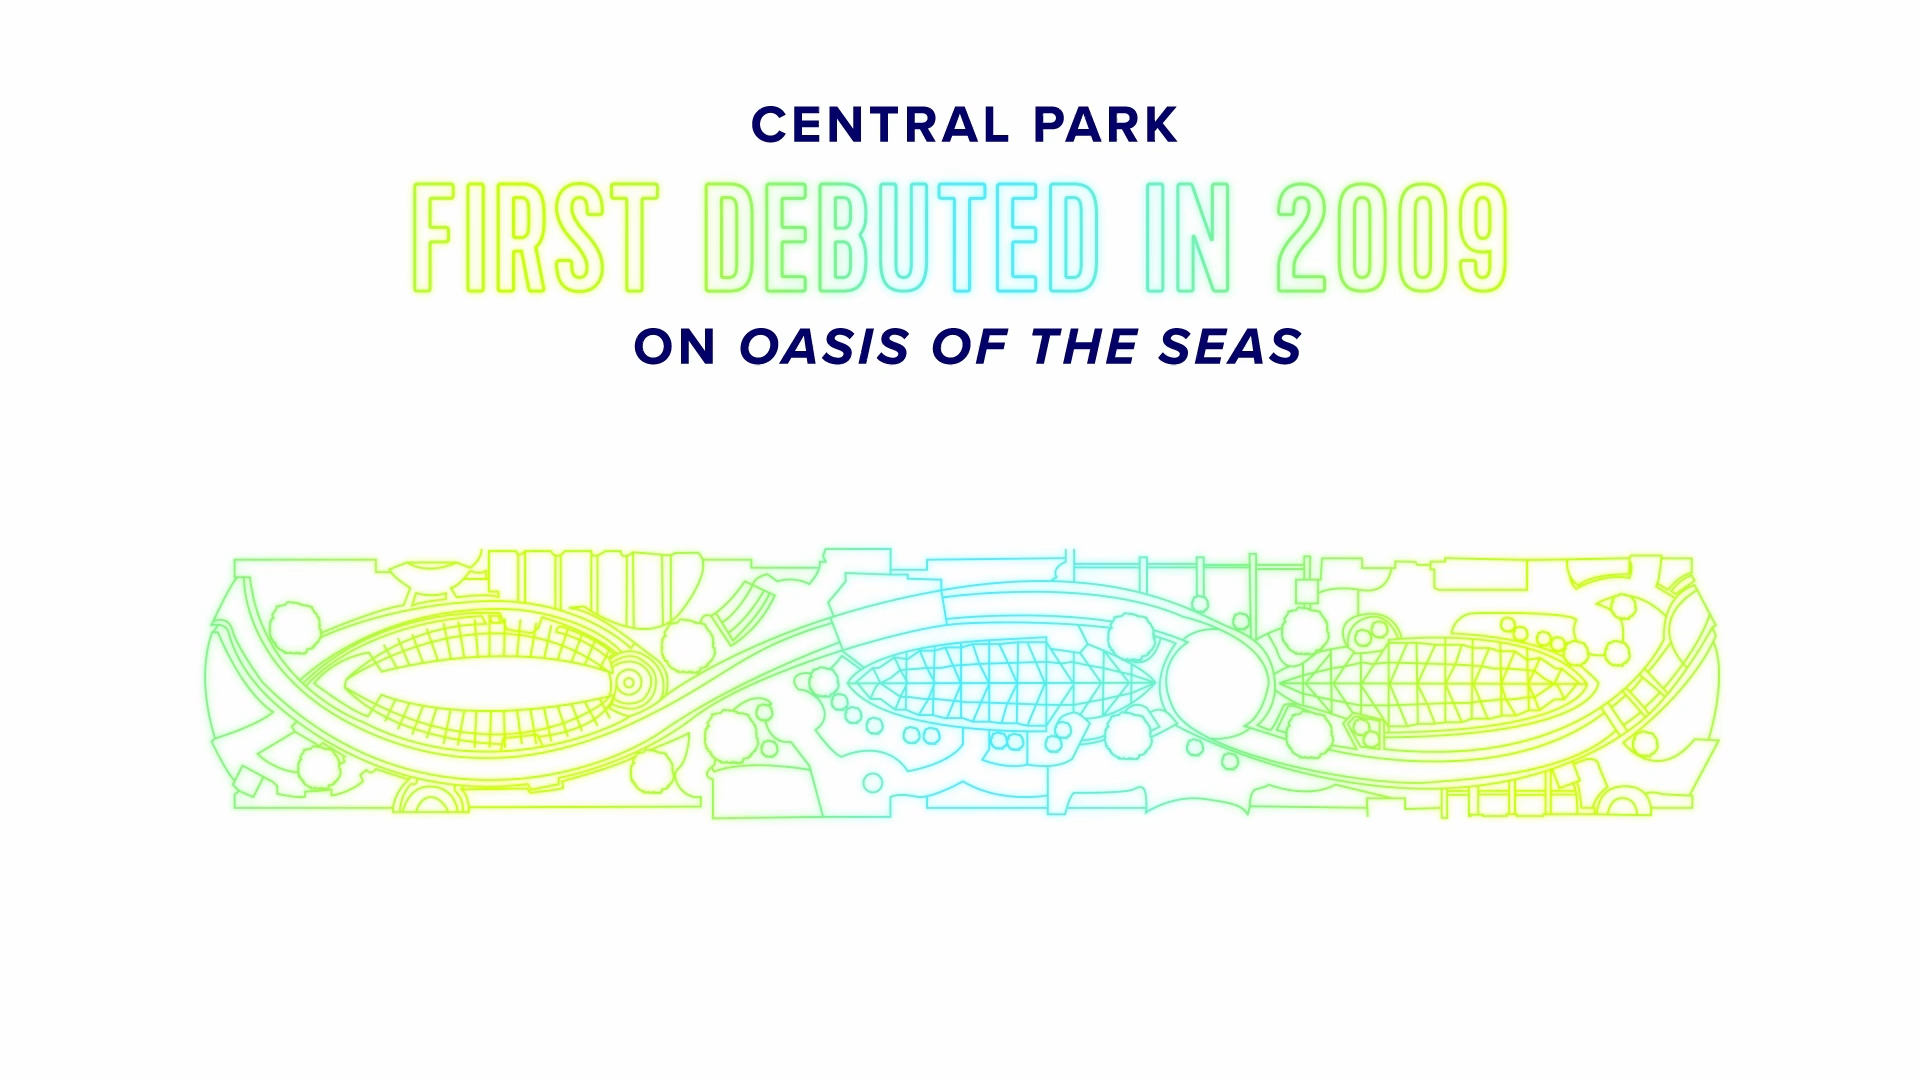 CENTRAL PARK
FIRST DEBUTED IN 2009
ON OASIS OF THE SEAS